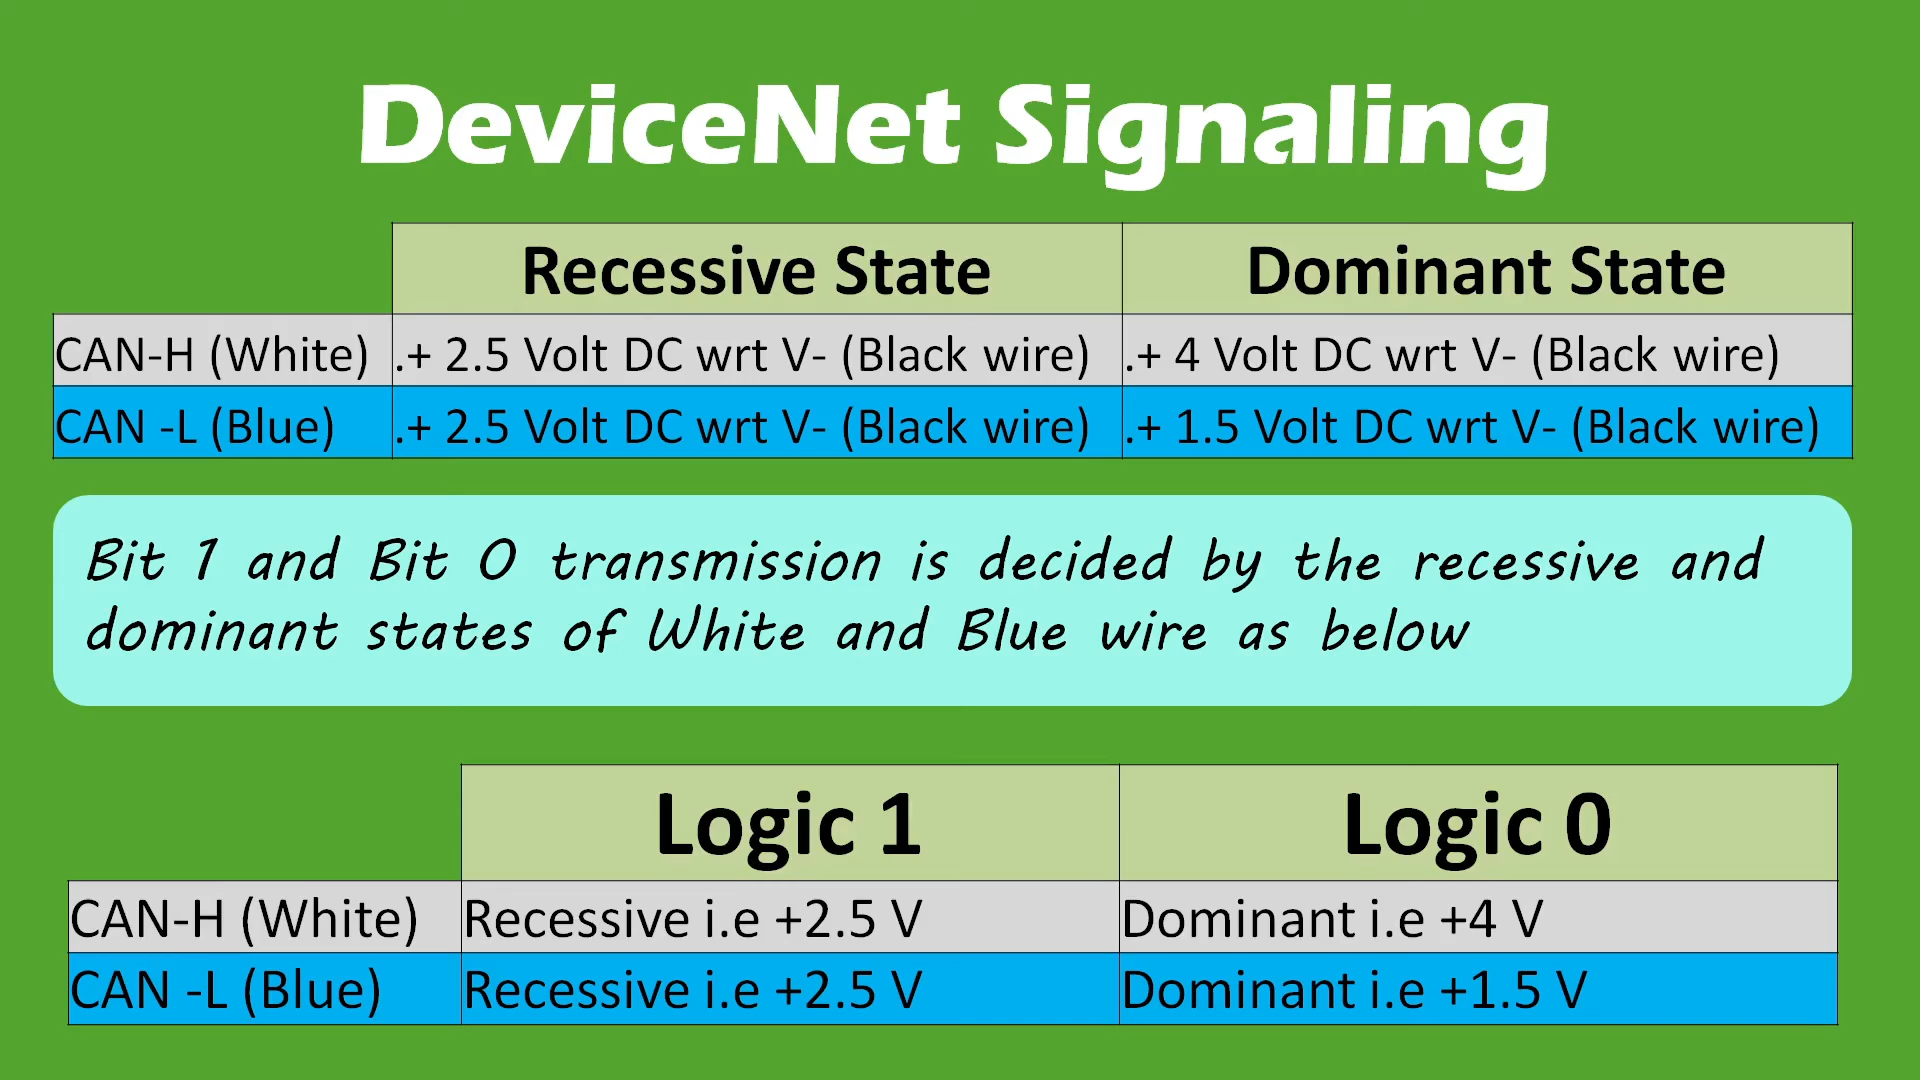 DeviceNet Signaling
Recessive State Dominant State
CAN-H (White) .+ 2.5 Volt DC wrt V- (Black wire) .+ 4 Volt DC wrt V- (Black wire)
CAN -L (Blue) .+ 2.5 Volt DC wrt V- (Black wire) .+ 1.5 Volt DC wrt V- (Black wire)
Bit 1 and Bit 0 transmission is decided by the recessive and
dominant states of White and Blue wire as below
Logic 1 Logic 0
CAN-H (White) Recessive i.e +2.5 V Dominant i.e +4 V
CAN -L (Blue) Recessive i.e +2.5 V Dominant i.e +1.5 V